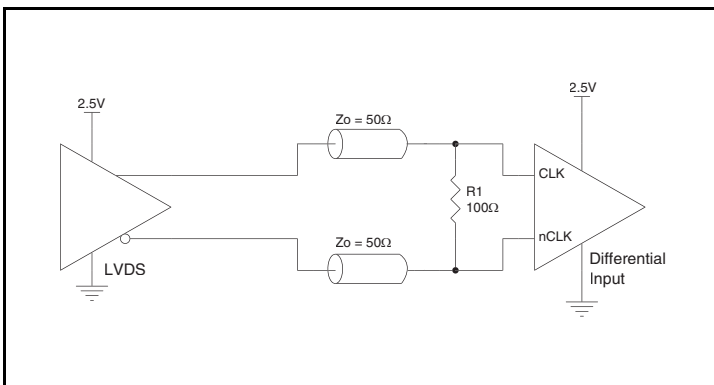 2.5V
2.5V
Zo = 50Ω
R1
100Ω
CLK
nCLK
Zo = 50Ω
LVDS
Differential
Input